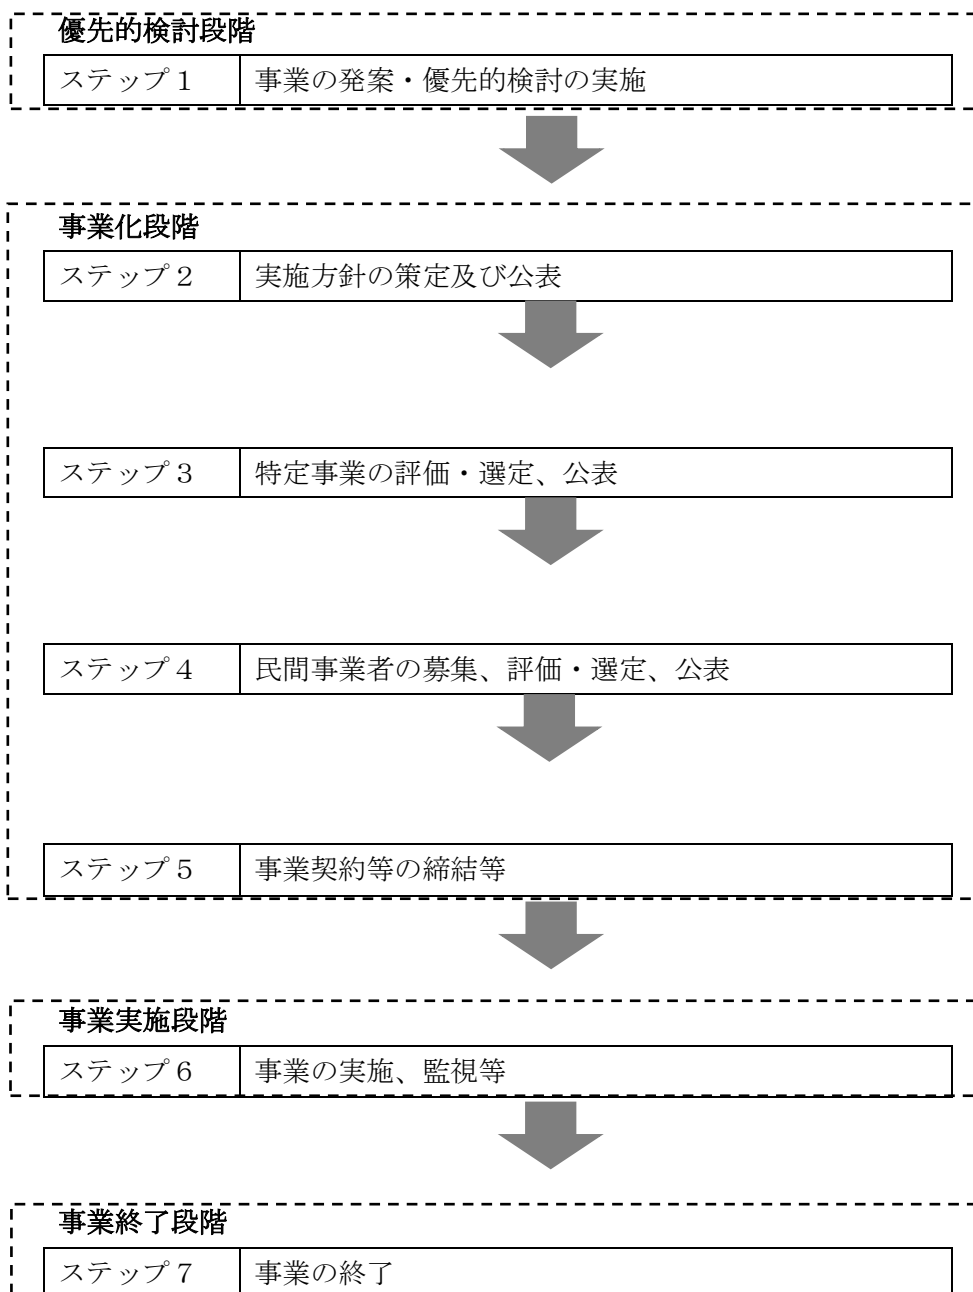 優先的検討段階
ステップ１ 事業の発案・優先的検討の実施
事業化段階
ステップ２ 実施方針の策定及び公表
ステップ３ 特定事業の評価・選定、公表
ステップ４ 民間事業者の募集、評価・選定、公表
ステップ５ 事業契約等の締結等
事業実施段階
ステップ６ 事業の実施、監視等
事業終了段階
ステップ７ 事業の終了